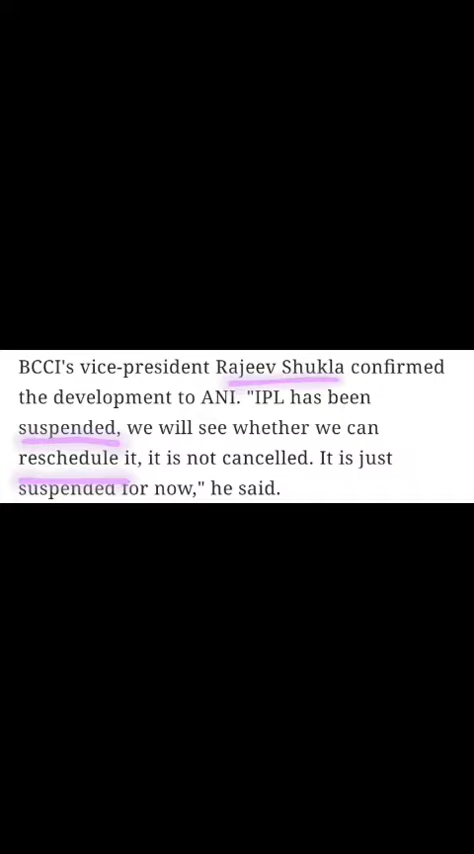 BCCI's vice-president Rajeev Shukla confirmed
the development to ANI. "IPL has been
suspended, we will see whether we can
reschedule it, it is not cancelled. It is just
suspended for now," he said.